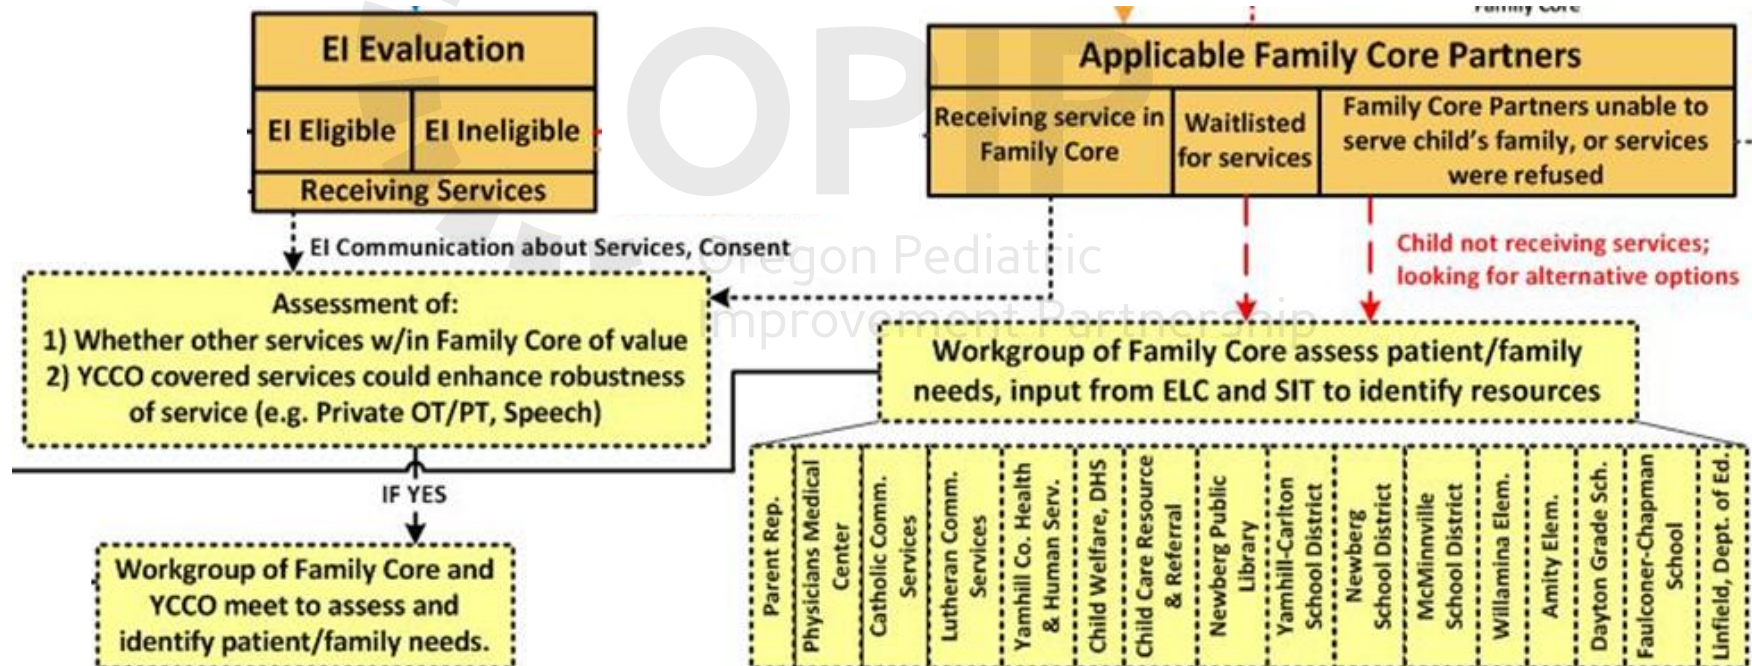 Family Core
EI Evaluation
EI Eligible
EI Ineligible
Receiving Services
Applicable Family Core Partners
Receiving service in
Family Core
Waitlisted
for services
Family Core Partners unable to
serve child's family, or services
were refused
OPIP
Oregon Pediatric
Improvement Partnership
EI Communication about Services, Consent
Child not receiving services;
looking for alternative options
Assessment of:
1) Whether other services w/in Family Core of value
2) YCCO covered services could enhance robustness
of service (e.g. Private OT/PT, Speech)
Workgroup of Family Core assess patient/family
needs, input from ELC and SIT to identify resources
IF YES
Workgroup of Family Core and
YCCO meet to assess and
identify patient/family needs.
Parent Rep.
Physicians Medical
Center
Catholic Comm.
Services
Lutheran Comm.
Services
Yamhill Co. Health
& Human Serv.
Child Welfare, DHS
Child Care Resource
& Referral
Newberg Public
Library
Yamhill-Carlton
School District
Newberg
School District
McMinnville
School District
Willamina Elem.
Amity Elem.
Dayton Grade Sch.
Faulconer-Chapman
School
Linfield, Dept. of Ed.